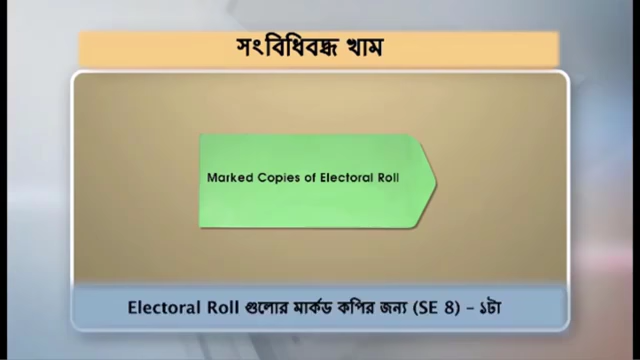 সংবিধিবদ্ধ খাম
Marked Copies of Electoral Roll
Electoral Roll গুলোর মার্কড কপির জন্য (SE 8) – ১টা